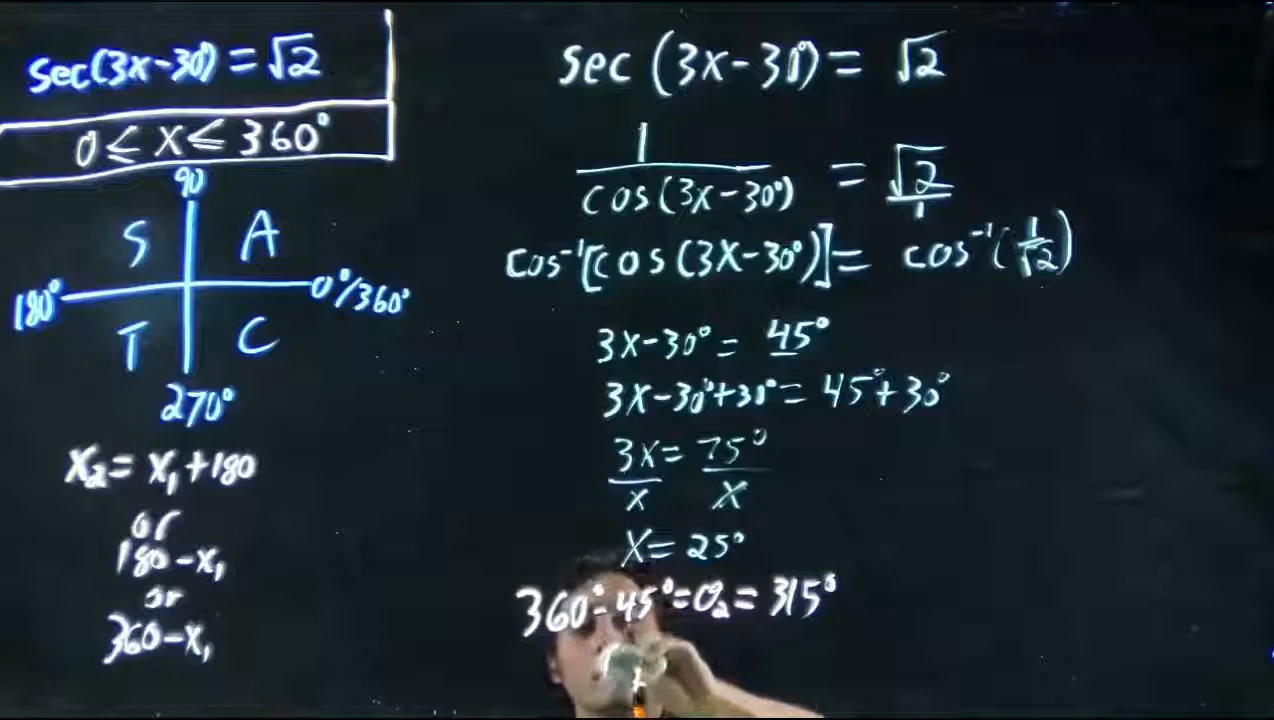 sec(3x-30°) = √2
0 ≤ x ≤ 360°
90
S A
180° 0°/360°
T C
270°
x₂ = x₁ + 180
or
180 - x₁
or
360 - x₁
sec (3x-30°) = √2
1/cos(3x-30°) = √2/1
cos⁻¹[cos(3x-30°)] = cos⁻¹(1/√2)
3x-30° = 45°
3x-30°+30° = 45°+30°
3x/x = 75°/x
x = 25°
360°-45° = θ₂ = 315°